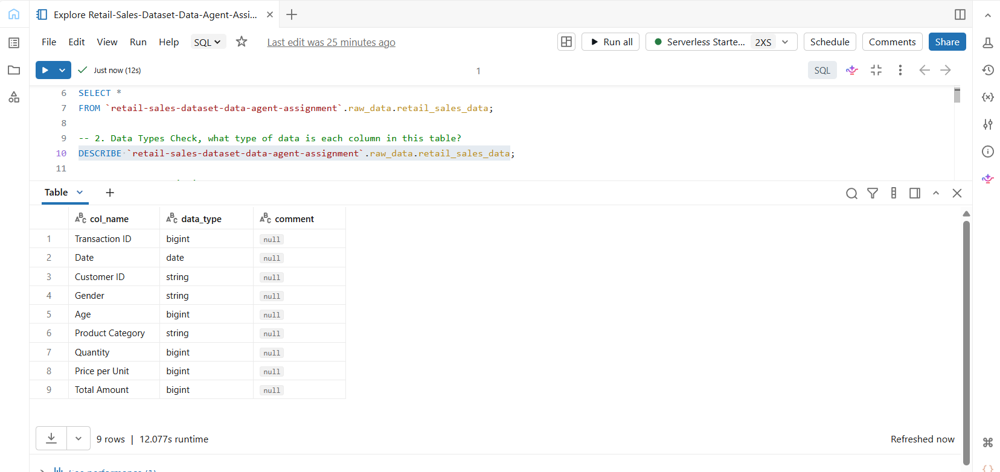 Explore Retail-Sales-Dataset-Data-Agent-Assi...
File Edit View Run Help SQL Last edit was 25 minutes ago Run all Serverless Starte... 2XS Schedule Comments Share
Just now (12s) 1 SQL
6 SELECT *
7 FROM `retail-sales-dataset-data-agent-assignment`.raw_data.retail_sales_data;
8
9 -- 2. Data Types Check, what type of data is each column in this table?
10 DESCRIBE `retail-sales-dataset-data-agent-assignment`.raw_data.retail_sales_data;
11
Table
col_name data_type comment
1 Transaction ID bigint null
2 Date date null
3 Customer ID string null
4 Gender string null
5 Age bigint null
6 Product Category string null
7 Quantity bigint null
8 Price per Unit bigint null
9 Total Amount bigint null
9 rows | 12.077s runtime Refreshed now
See performance (1)